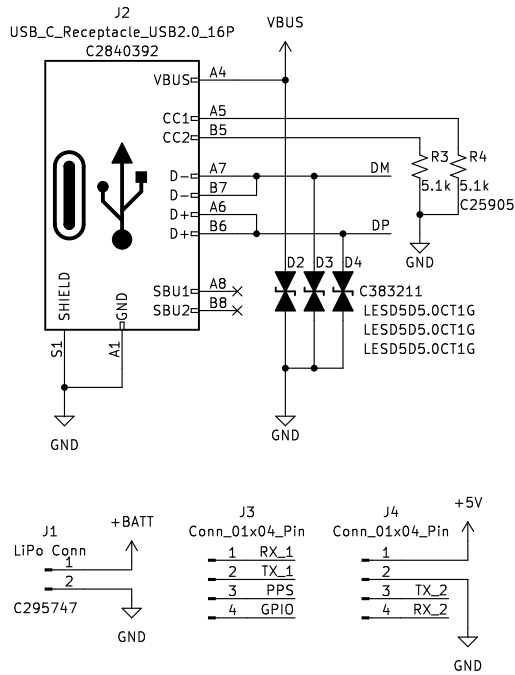 J2
USB_C_Receptacle_USB2.0_16P
C2840392
VBUS
VBUS A4
CC1 A5
CC2 B5
D- A7 DM
D- B7
D+ A6
D+ B6 DP
R3 R4
5.1k 5.1k
C25905
GND
D2 D3 D4
SBU1 A8
SBU2 B8
C383211
LESD5D5.0CT1G
LESD5D5.0CT1G
LESD5D5.0CT1G
SHIELD GND
S1 A1
GND
GND
J1
LiPo Conn
+BATT
1
2
C295747
GND
J3
Conn_01x04_Pin
1 RX_1
2 TX_1
3 PPS
4 GPIO
J4
Conn_01x04_Pin
+5V
1
2
3 TX_2
4 RX_2
GND